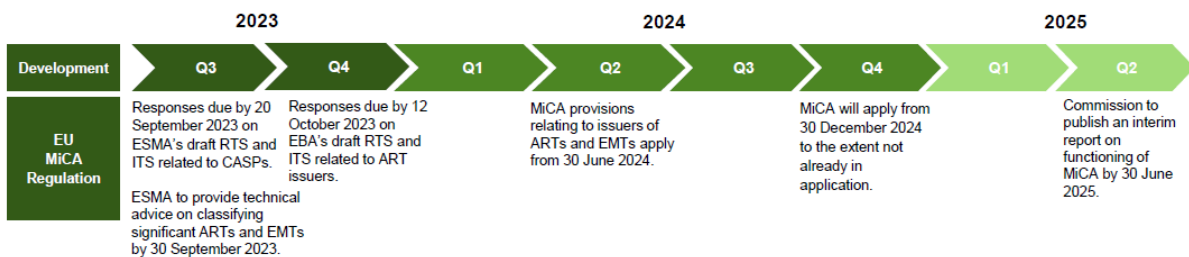 2023
2024
2025
Development
Q3
Q4
Q1
Q2
Q3
Q4
Q1
Q2
EU
MiCA
Regulation
Responses due by 20
September 2023 on
ESMA's draft RTS and
ITS related to CASPs.
ESMA to provide technical
advice on classifying
significant ARTs and EMTs
by 30 September 2023.
Responses due by 12
October 2023 on
EBA's draft RTS and
ITS related to ART
issuers.
MiCA provisions
relating to issuers of
ARTs and EMTs apply
from 30 June 2024.
MiCA will apply from
30 December 2024
to the extent not
already in
application.
Commission to
publish an interim
report on
functioning of
MiCA by 30 June
2025.